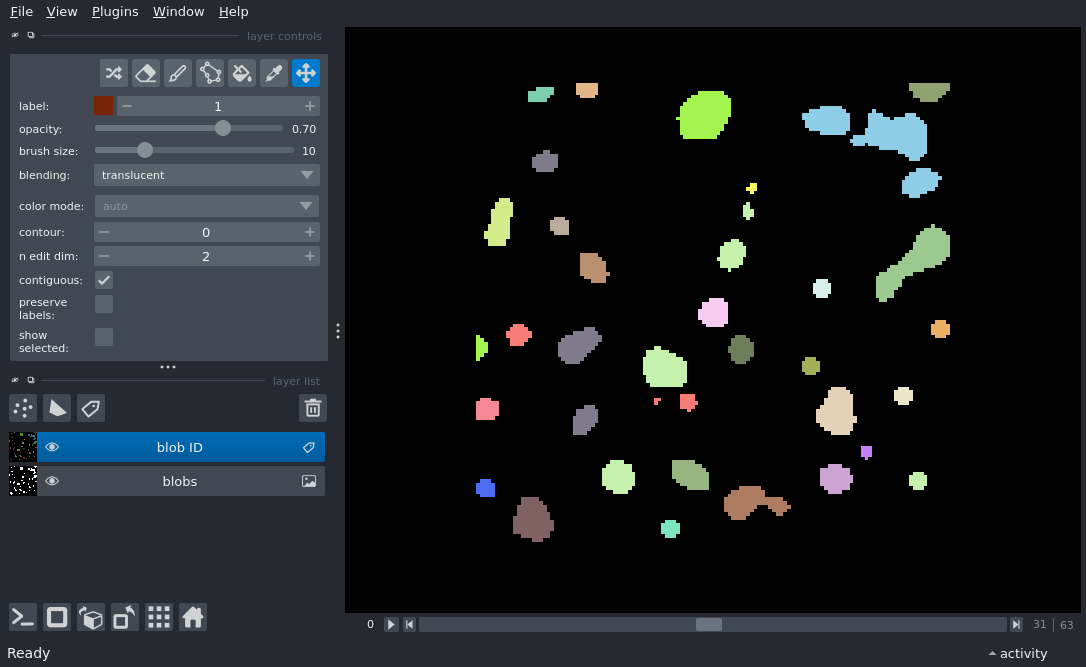 File View Plugins Window Help
layer controls
label: 1
opacity: 0.70
brush size: 10
blending: translucent
color mode: auto
contour: 0
n edit dim: 2
contiguous:
preserve
labels:
show
selected:
layer list
blob ID
blobs
0 31 63
Ready activity